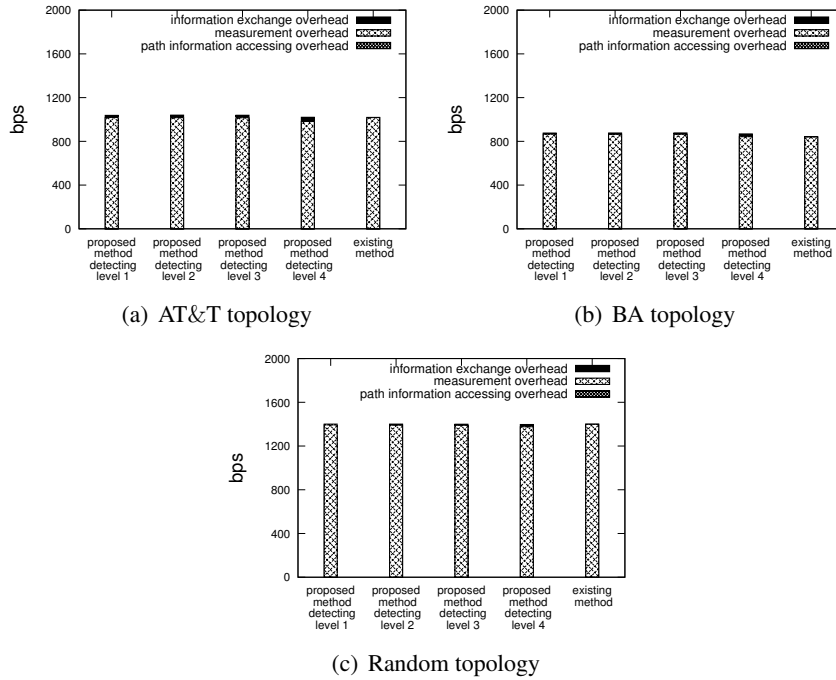 2000
1600
1200
800
400
0
bps
information exchange overhead
measurement overhead
path information accessing overhead
proposed method detecting level 1
proposed method detecting level 2
proposed method detecting level 3
proposed method detecting level 4
existing method
(a) AT&T topology
2000
1600
1200
800
400
0
bps
information exchange overhead
measurement overhead
path information accessing overhead
proposed method detecting level 1
proposed method detecting level 2
proposed method detecting level 3
proposed method detecting level 4
existing method
(b) BA topology
2000
1600
1200
800
400
0
bps
information exchange overhead
measurement overhead
path information accessing overhead
proposed method detecting level 1
proposed method detecting level 2
proposed method detecting level 3
proposed method detecting level 4
existing method
(c) Random topology